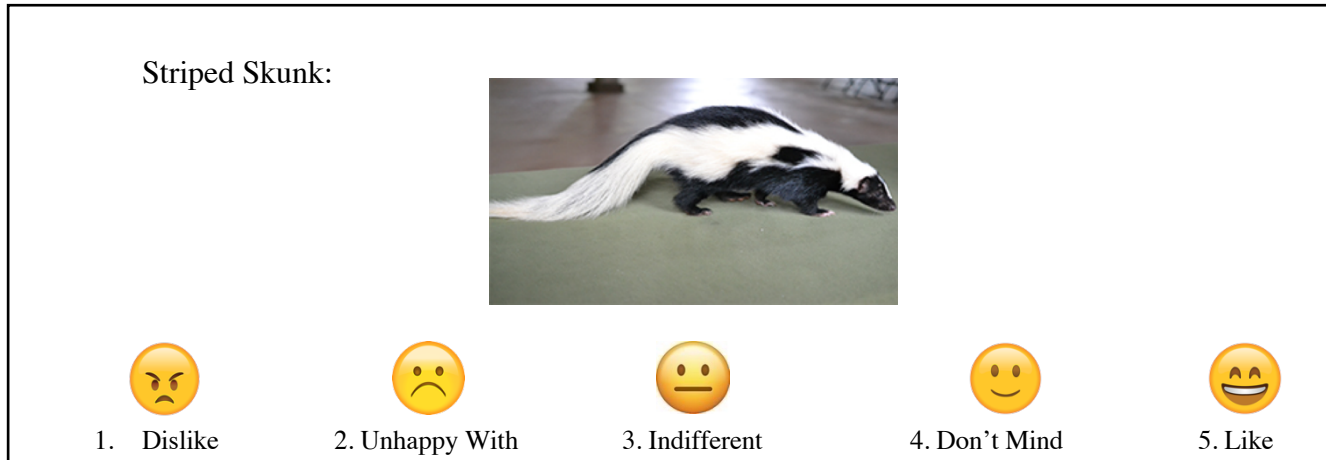 Striped Skunk:
1. Dislike 2. Unhappy With 3. Indifferent 4. Don’t Mind 5. Like